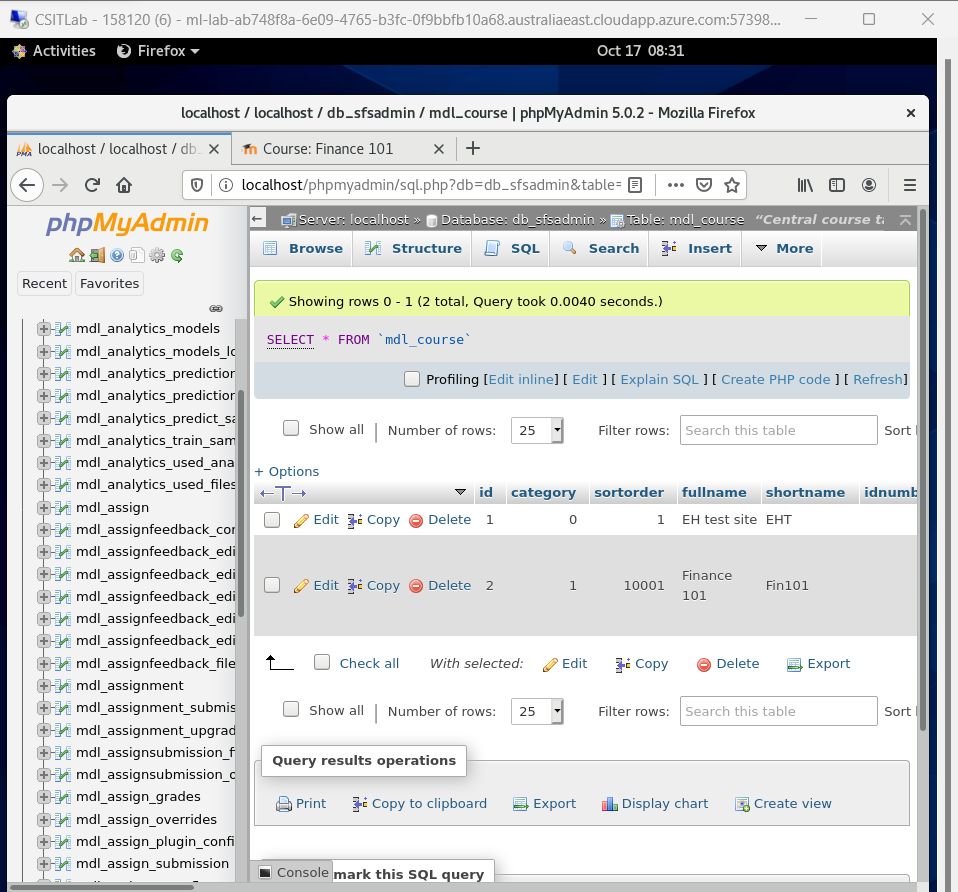 CSITLab - 158120 (6) - ml-lab-ab748f8a-6e09-4765-b3fc-0f9bbfb10a68.australiaeast.cloudapp.azure.com:57398...
Activities Firefox Oct 17 08:31
localhost / localhost / db_sfsadmin / mdl_course | phpMyAdmin 5.0.2 - Mozilla Firefox
localhost / localhost / db_ Course: Finance 101
localhost/phpmyadmin/sql.php?db=db_sfsadmin&table=
phpMyAdmin
Recent Favorites
mdl_analytics_models
mdl_analytics_models_lo
mdl_analytics_prediction
mdl_analytics_prediction
mdl_analytics_predict_sa
mdl_analytics_train_sam
mdl_analytics_used_ana
mdl_analytics_used_files
mdl_assign
mdl_assignfeedback_cor
mdl_assignfeedback_edi
mdl_assignfeedback_edi
mdl_assignfeedback_edi
mdl_assignfeedback_edi
mdl_assignfeedback_edi
mdl_assignfeedback_file
mdl_assignment
mdl_assignment_submis
mdl_assignment_upgrad
mdl_assignsubmission_f
mdl_assignsubmission_o
mdl_assign_grades
mdl_assign_overrides
mdl_assign_plugin_confi
mdl_assign_submission
Server: localhost » Database: db_sfsadmin » Table: mdl_course "Central course ta
Browse Structure SQL Search Insert More
Showing rows 0 - 1 (2 total, Query took 0.0040 seconds.)
SELECT * FROM `mdl_course`
Profiling [Edit inline] [ Edit ] [ Explain SQL ] [ Create PHP code ] [ Refresh]
Show all | Number of rows: 25 Filter rows: Search this table Sort
+ Options
←T→ id category sortorder fullname shortname idnumb
Edit Copy Delete 1 0 1 EH test site EHT
Edit Copy Delete 2 1 10001 Finance 101 Fin101
Check all With selected: Edit Copy Delete Export
Show all | Number of rows: 25 Filter rows: Search this table Sort
Query results operations
Print Copy to clipboard Export Display chart Create view
Console mark this SQL query